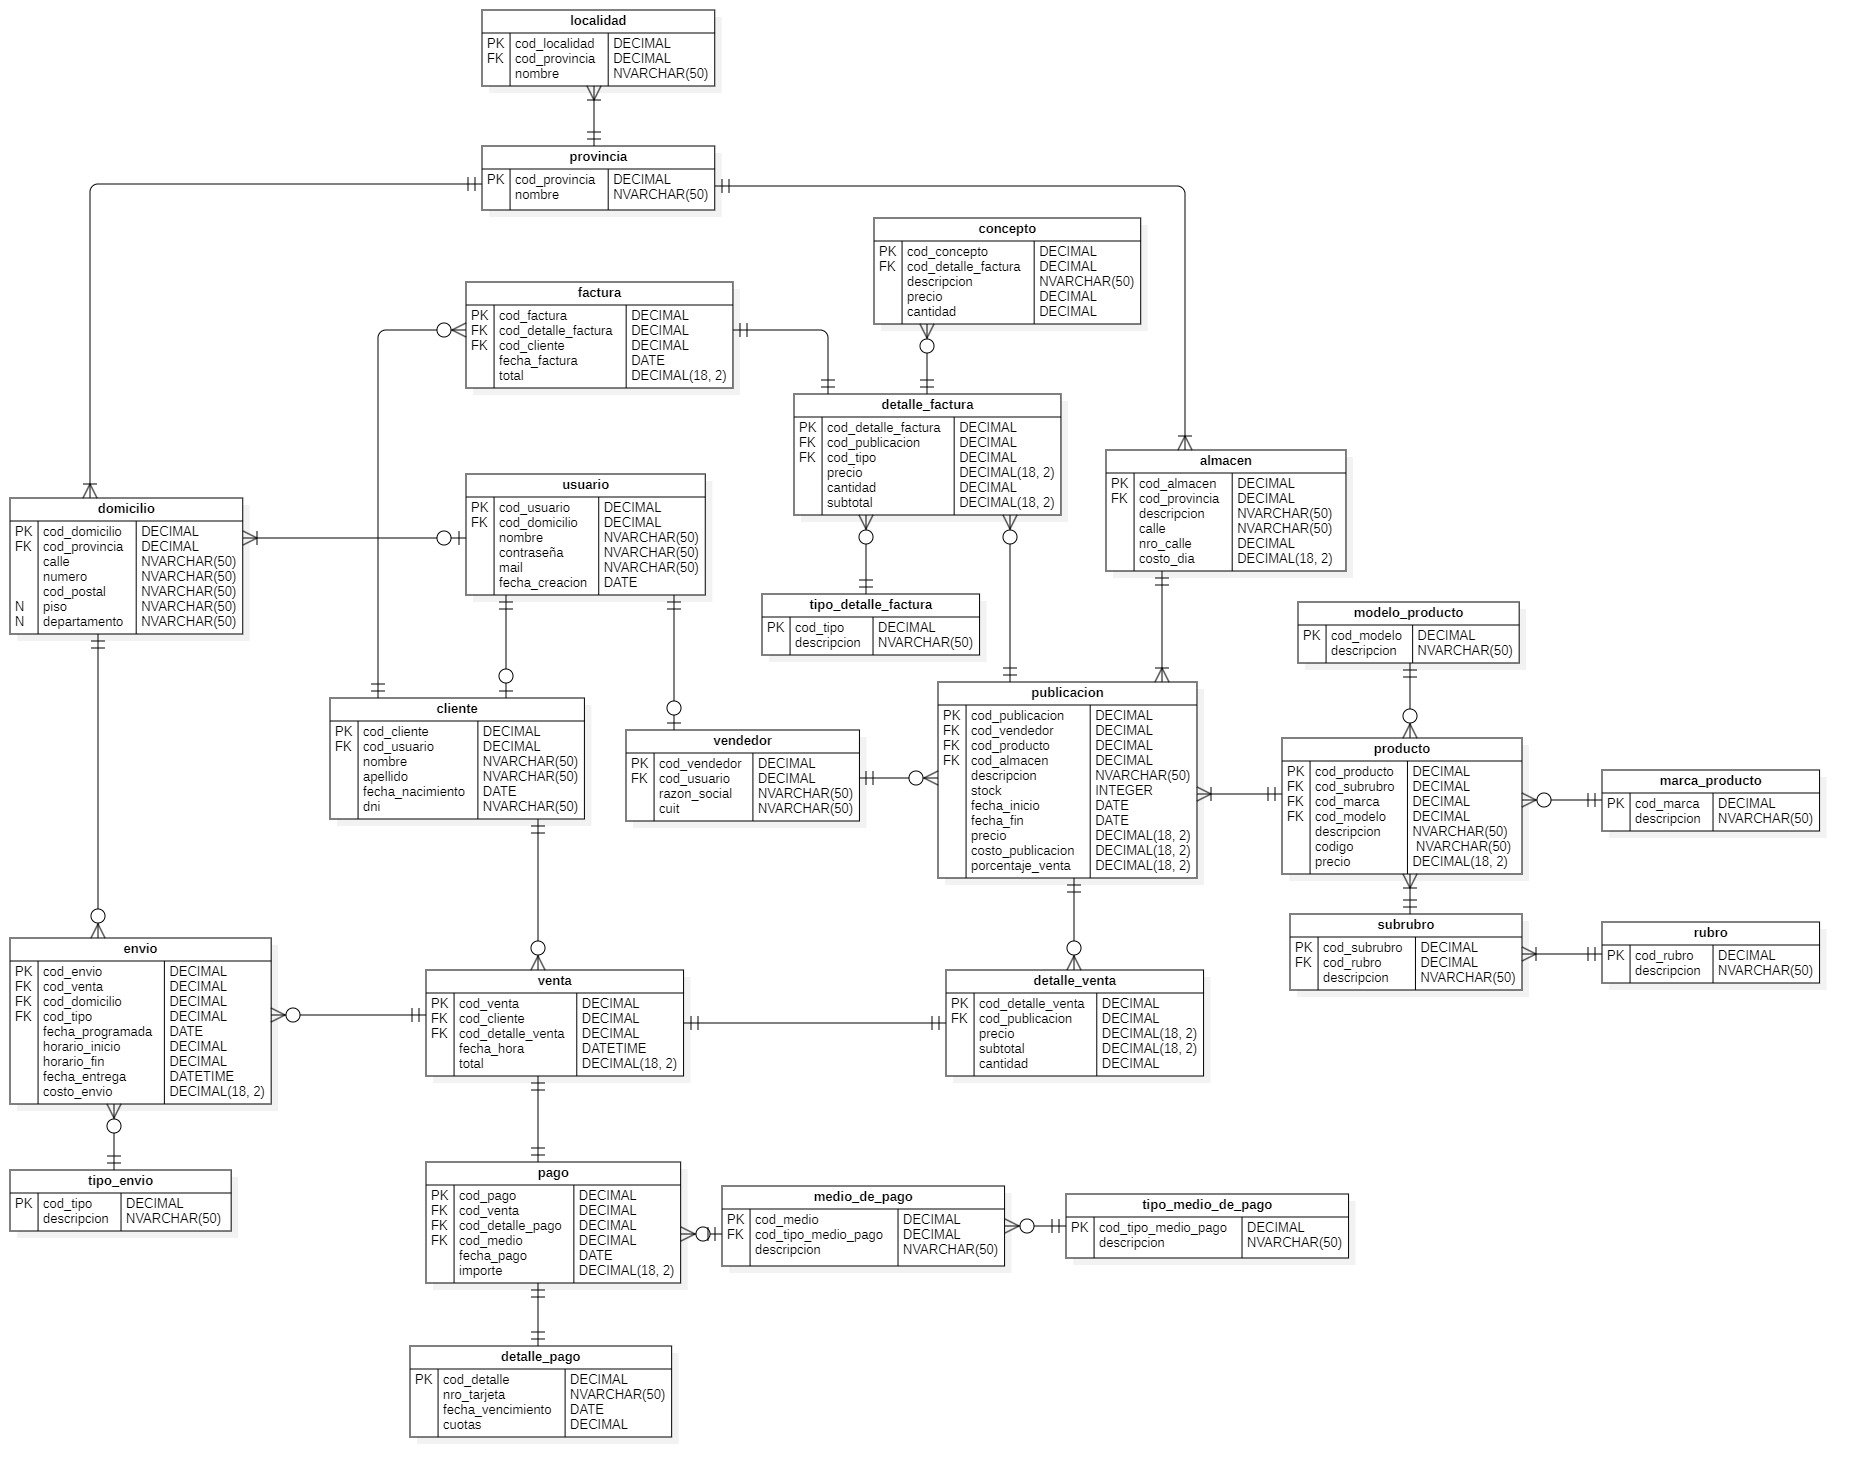 localidad
PK cod_localidad DECIMAL
FK cod_provincia DECIMAL
nombre NVARCHAR(50)
provincia
PK cod_provincia DECIMAL
nombre NVARCHAR(50)
concepto
PK cod_concepto DECIMAL
FK cod_detalle_factura DECIMAL
descripcion NVARCHAR(50)
precio DECIMAL
cantidad DECIMAL
factura
PK cod_factura DECIMAL
FK cod_detalle_factura DECIMAL
FK cod_cliente DECIMAL
fecha_factura DATE
total DECIMAL(18, 2)
detalle_factura
PK cod_detalle_factura DECIMAL
FK cod_publicacion DECIMAL
FK cod_tipo DECIMAL
precio DECIMAL(18, 2)
cantidad DECIMAL
subtotal DECIMAL(18, 2)
almacen
PK cod_almacen DECIMAL
FK cod_provincia DECIMAL
descripcion NVARCHAR(50)
calle NVARCHAR(50)
nro_calle DECIMAL
costo_dia DECIMAL(18, 2)
domicilio
PK cod_domicilio DECIMAL
FK cod_provincia DECIMAL
calle NVARCHAR(50)
numero NVARCHAR(50)
cod_postal NVARCHAR(50)
N piso NVARCHAR(50)
N departamento NVARCHAR(50)
usuario
PK cod_usuario DECIMAL
FK cod_domicilio DECIMAL
nombre NVARCHAR(50)
contraseña NVARCHAR(50)
mail NVARCHAR(50)
fecha_creacion DATE
tipo_detalle_factura
PK cod_tipo DECIMAL
descripcion NVARCHAR(50)
modelo_producto
PK cod_modelo DECIMAL
descripcion NVARCHAR(50)
cliente
PK cod_cliente DECIMAL
FK cod_usuario DECIMAL
nombre NVARCHAR(50)
apellido NVARCHAR(50)
fecha_nacimiento DATE
dni NVARCHAR(50)
vendedor
PK cod_vendedor DECIMAL
FK cod_usuario DECIMAL
razon_social NVARCHAR(50)
cuit NVARCHAR(50)
publicacion
PK cod_publicacion DECIMAL
FK cod_vendedor DECIMAL
FK cod_producto DECIMAL
FK cod_almacen DECIMAL
descripcion NVARCHAR(50)
stock INTEGER
fecha_inicio DATE
fecha_fin DATE
precio DECIMAL(18, 2)
costo_publicacion DECIMAL(18, 2)
porcentaje_venta DECIMAL(18, 2)
producto
PK cod_producto DECIMAL
FK cod_subrubro DECIMAL
FK cod_marca DECIMAL
FK cod_modelo DECIMAL
descripcion NVARCHAR(50)
codigo NVARCHAR(50)
precio DECIMAL(18, 2)
marca_producto
PK cod_marca DECIMAL
descripcion NVARCHAR(50)
subrubro
PK cod_subrubro DECIMAL
FK cod_rubro DECIMAL
descripcion NVARCHAR(50)
rubro
PK cod_rubro DECIMAL
descripcion NVARCHAR(50)
envio
PK cod_envio DECIMAL
FK cod_venta DECIMAL
FK cod_domicilio DECIMAL
FK cod_tipo DECIMAL
fecha_programada DATE
horario_inicio DECIMAL
horario_fin DECIMAL
fecha_entrega DATETIME
costo_envio DECIMAL(18, 2)
venta
PK cod_venta DECIMAL
FK cod_cliente DECIMAL
FK cod_detalle_venta DECIMAL
fecha_hora DATETIME
total DECIMAL(18, 2)
detalle_venta
PK cod_detalle_venta DECIMAL
FK cod_publicacion DECIMAL
precio DECIMAL(18, 2)
subtotal DECIMAL(18, 2)
cantidad DECIMAL
tipo_envio
PK cod_tipo DECIMAL
descripcion NVARCHAR(50)
pago
PK cod_pago DECIMAL
FK cod_venta DECIMAL
FK cod_detalle_pago DECIMAL
FK cod_medio DECIMAL
fecha_pago DATE
importe DECIMAL(18, 2)
medio_de_pago
PK cod_medio DECIMAL
FK cod_tipo_medio_pago DECIMAL
descripcion NVARCHAR(50)
tipo_medio_de_pago
PK cod_tipo_medio_pago DECIMAL
descripcion NVARCHAR(50)
detalle_pago
PK cod_detalle DECIMAL
nro_tarjeta NVARCHAR(50)
fecha_vencimiento DATE
cuotas DECIMAL